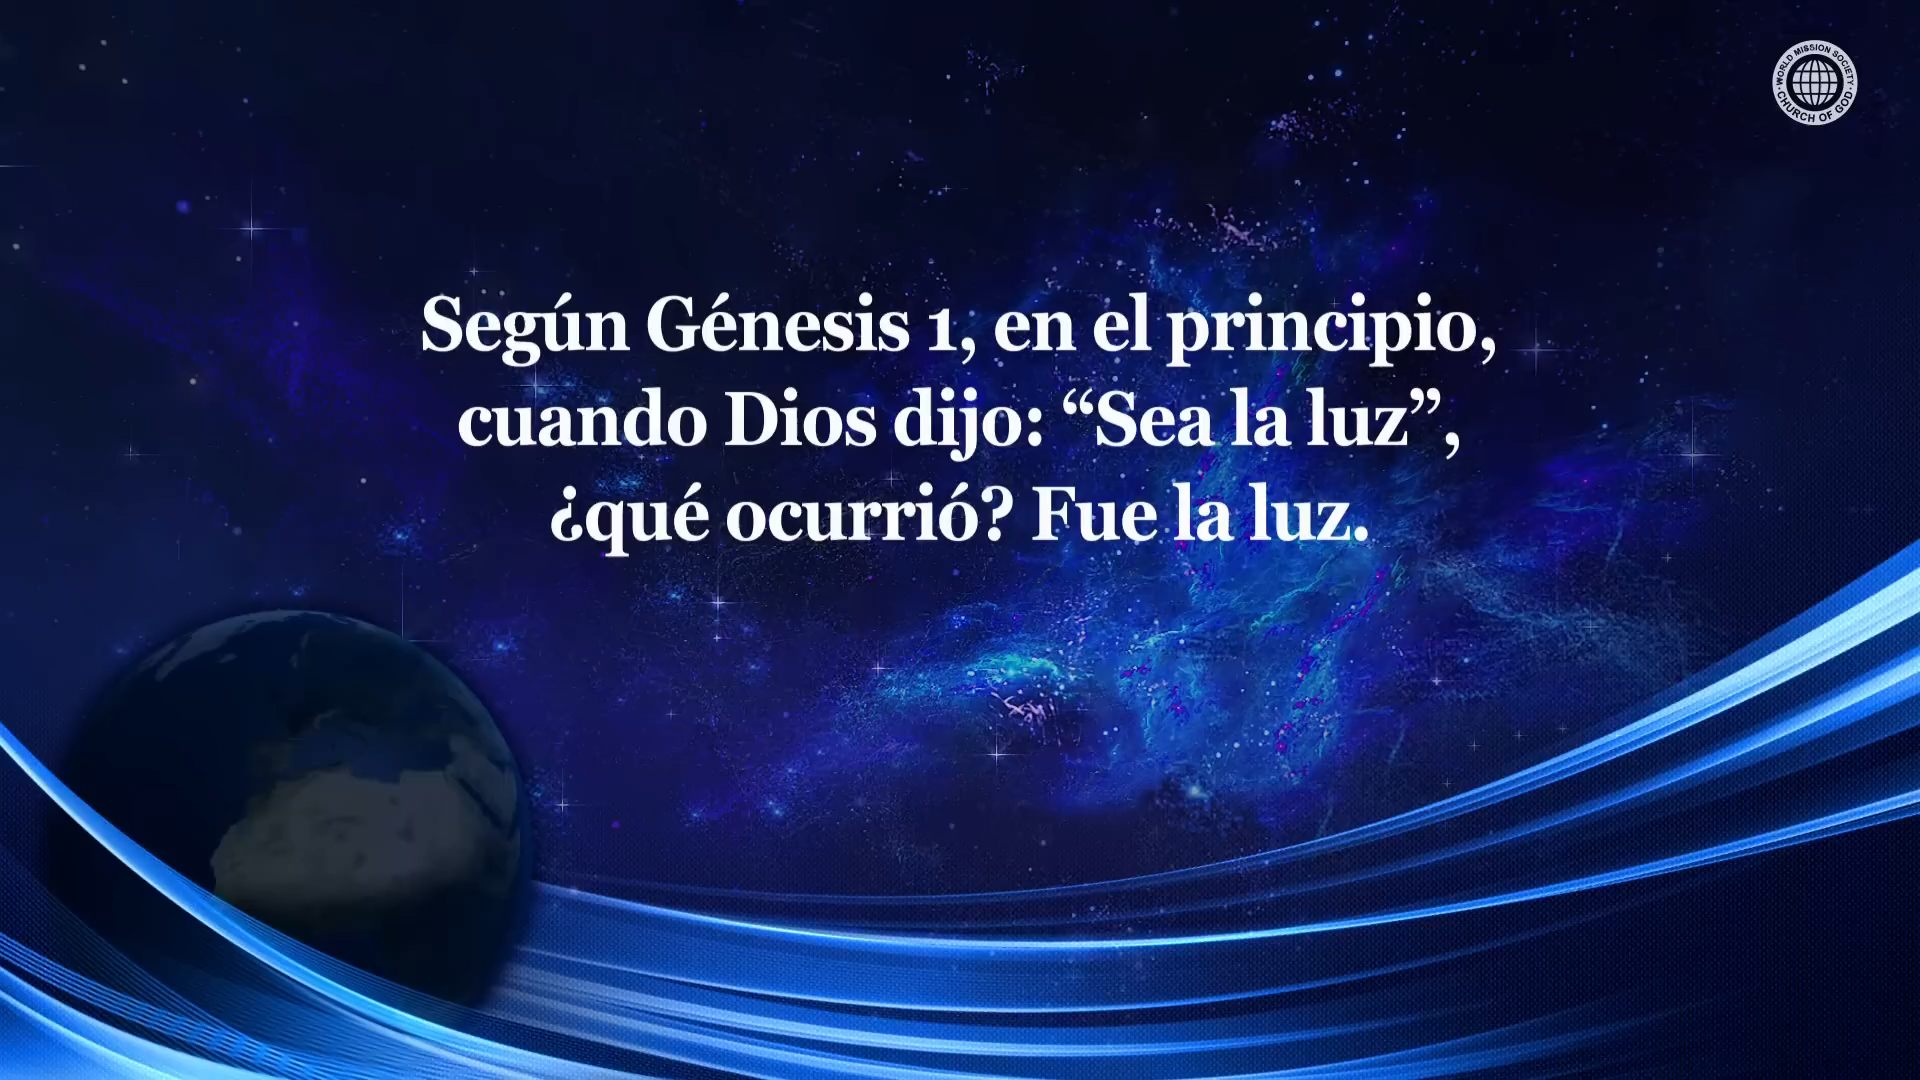 WORLD MISSION SOCIETY
CHURCH OF GOD
Según Génesis 1, en el principio,
cuando Dios dijo: “Sea la luz”,
¿qué ocurrió? Fue la luz.